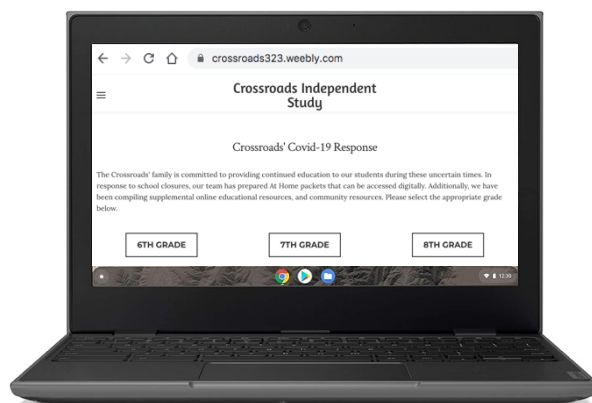 crossroads323.weebly.com
Crossroads Independent
Study
Crossroads' Covid-19 Response
The Crossroads' family is committed to providing continued education to our students during these uncertain times. In
response to school closures, our team has prepared At Home packets that can be accessed digitally. Additionally, we have
been compiling supplemental online educational resources, and community resources. Please select the appropriate grade
below.
6TH GRADE 7TH GRADE 8TH GRADE
12:30